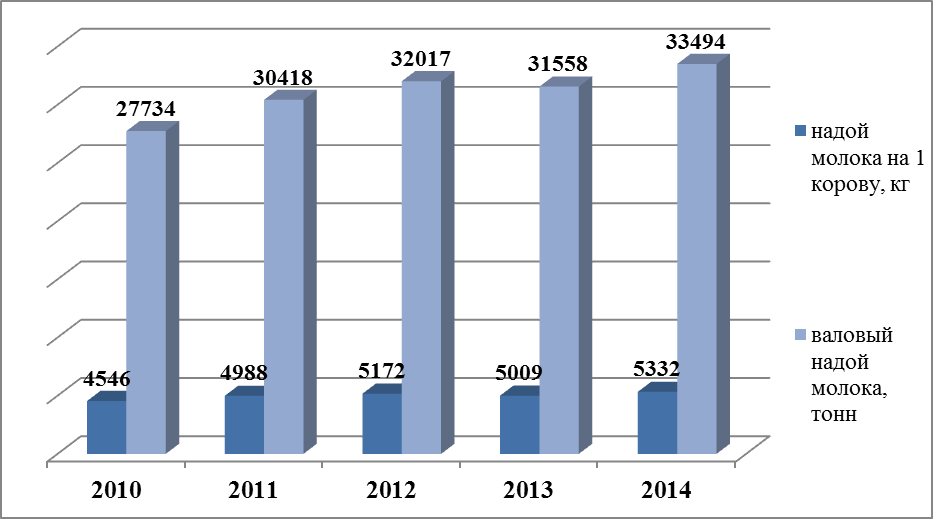 33494
32017
31558
30418
27734
4546
4988
5172
5009
5332
2010
2011
2012
2013
2014
надой
молока на 1
корову, кг
валовый
надой
молока,
тонн